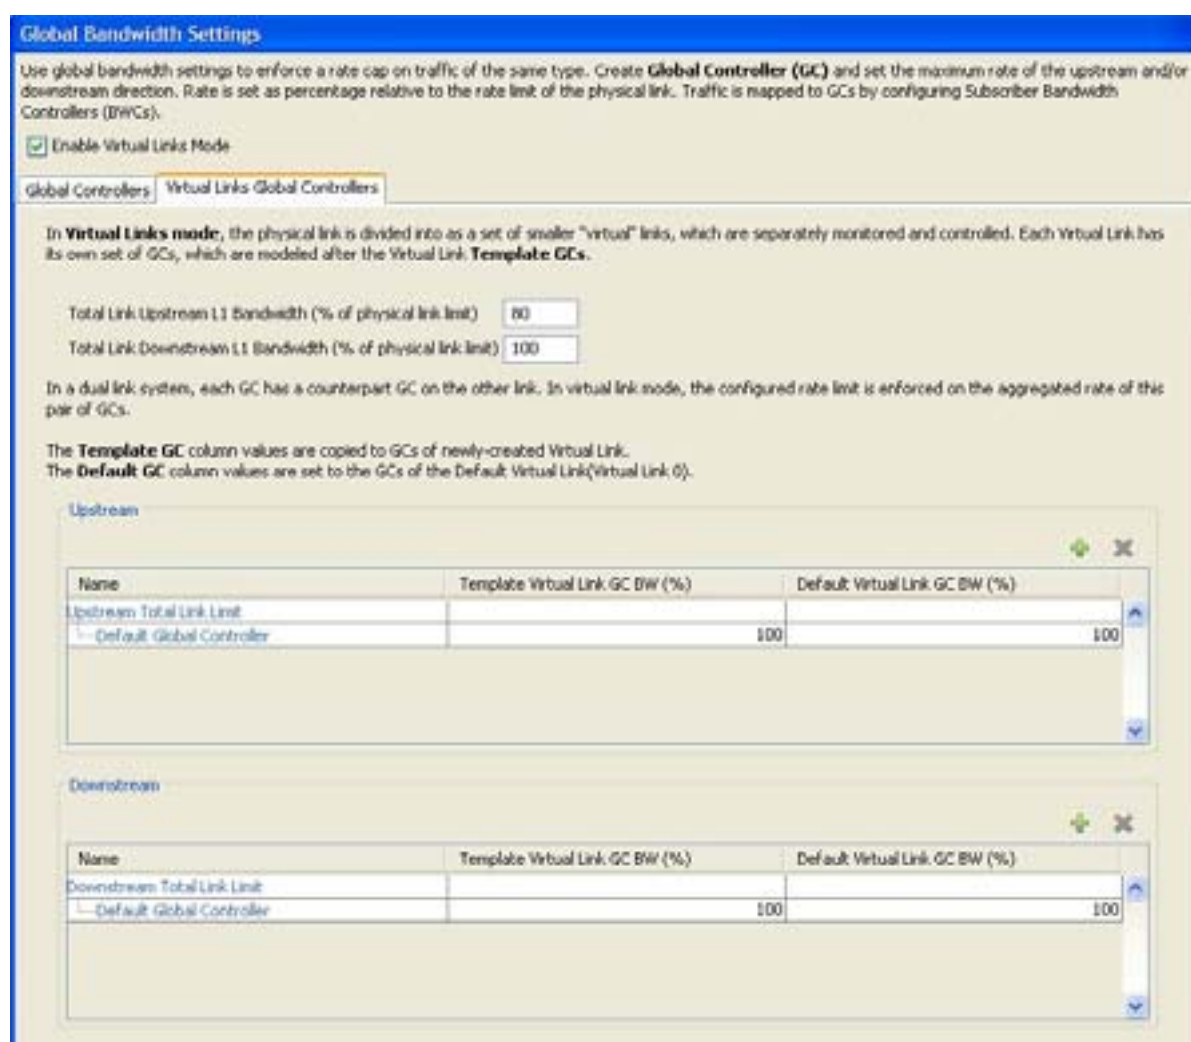 Global Bandwidth Settings
Use global bandwidth settings to enforce a rate cap on traffic of the same type. Create Global Controller (GC) and set the maximum rate of the upstream and/or
downstream direction. Rate is set as percentage relative to the rate limit of the physical link. Traffic is mapped to GCs by configuring Subscriber Bandwidth
Controllers (BWCs).
Enable Virtual Links Mode
Global Controllers Virtual Links Global Controllers
In Virtual Links mode, the physical link is divided into as a set of smaller "virtual" links, which are separately monitored and controlled. Each Virtual Link has
its own set of GCs, which are modeled after the Virtual Link Template GCs.
Total Link Upstream L1 Bandwidth (% of physical link limit) 80
Total Link Downstream L1 Bandwidth (% of physical link limit) 100
In a dual link system, each GC has a counterpart GC on the other link. In virtual link mode, the configured rate limit is enforced on the aggregated rate of this
pair of GCs.
The Template GC column values are copied to GCs of newly-created Virtual Link.
The Default GC column values are set to the GCs of the Default Virtual Link(Virtual Link 0).
Upstream
Name Template Virtual Link GC BW (%) Default Virtual Link GC BW (%)
Upstream Total Link Limit
Default Global Controller 100 100
Downstream
Name Template Virtual Link GC BW (%) Default Virtual Link GC BW (%)
Downstream Total Link Limit
Default Global Controller 100 100